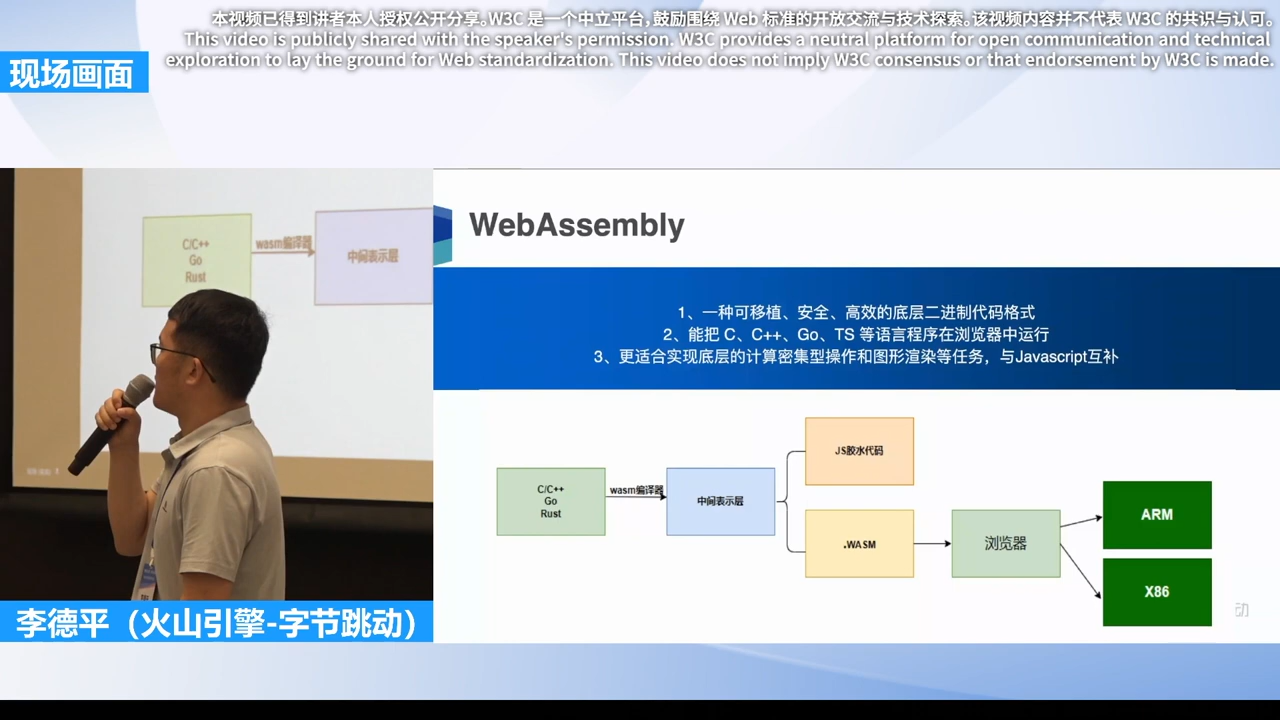 本视频已得到讲者本人授权公开分享。W3C 是一个中立平台，鼓励围绕 Web 标准的开放交流与技术探索。该视频内容并不代表 W3C 的共识与认可。
This video is publicly shared with the speaker's permission. W3C provides a neutral platform for open communication and technical
exploration to lay the ground for Web standardization. This video does not imply W3C consensus or that endorsement by W3C is made.
现场画面
C/C++
Go
Rust
wasm编译器
中间表示层
李德平（火山引擎-字节跳动）
WebAssembly
1、一种可移植、安全、高效的底层二进制代码格式
2、能把 C、C++、Go、TS 等语言程序在浏览器中运行
3、更适合实现底层的计算密集型操作和图形渲染等任务，与Javascript互补
C/C++
Go
Rust
wasm编译器
中间表示层
JS胶水代码
.WASM
浏览器
ARM
X86
动